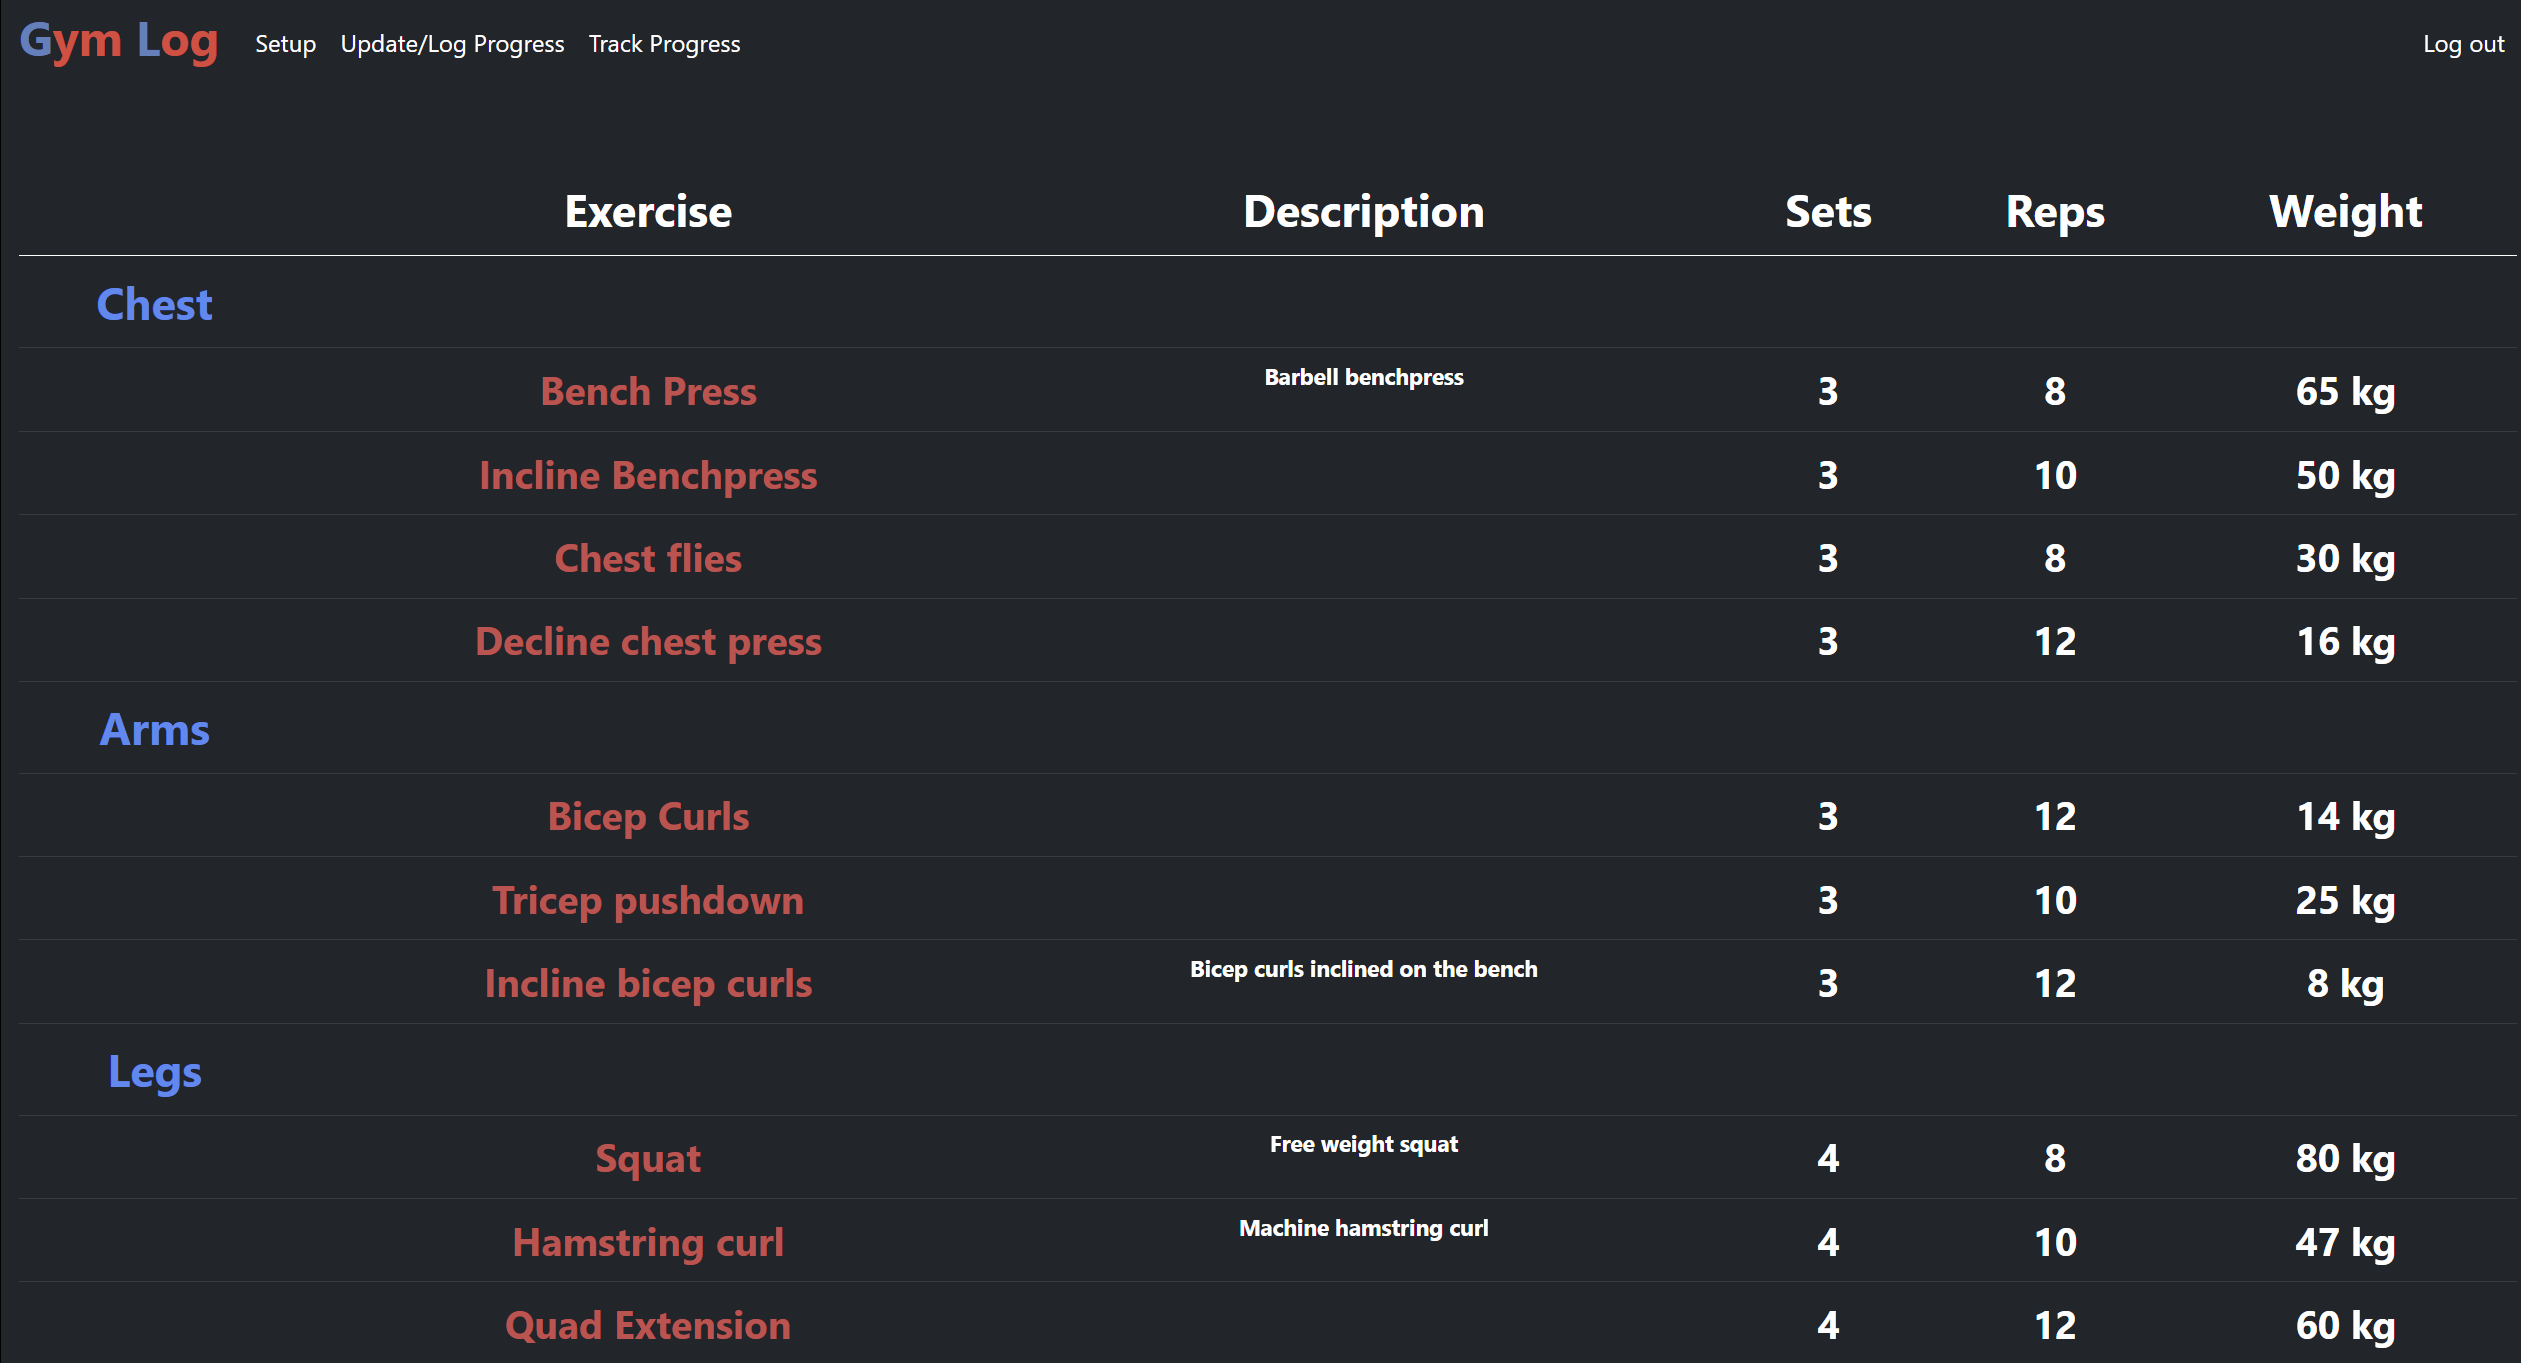 Gym Log Setup Update/Log Progress Track Progress Log out
Exercise Description Sets Reps Weight
Chest
Bench Press Barbell benchpress 3 8 65 kg
Incline Benchpress 3 10 50 kg
Chest flies 3 8 30 kg
Decline chest press 3 12 16 kg
Arms
Bicep Curls 3 12 14 kg
Tricep pushdown 3 10 25 kg
Incline bicep curls Bicep curls inclined on the bench 3 12 8 kg
Legs
Squat Free weight squat 4 8 80 kg
Hamstring curl Machine hamstring curl 4 10 47 kg
Quad Extension 4 12 60 kg